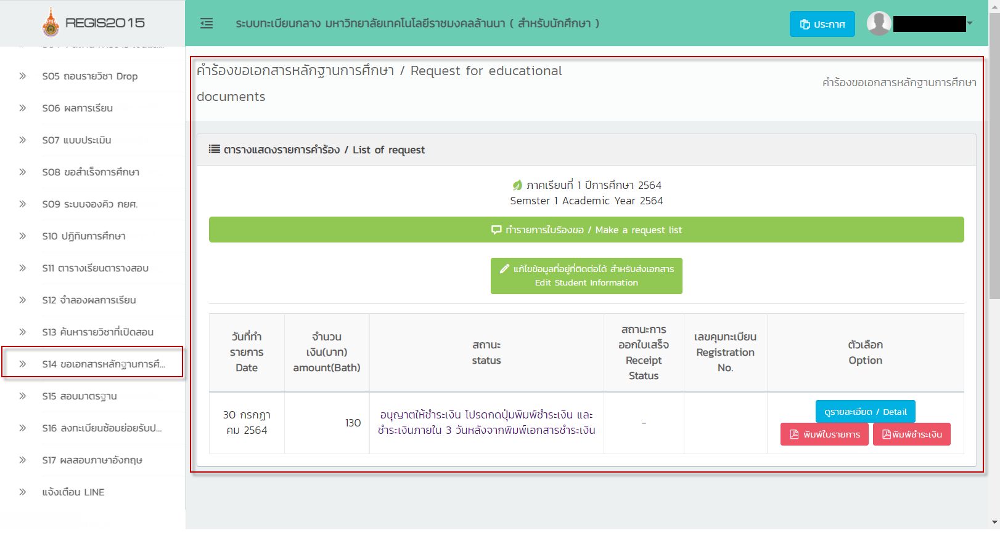 REGIS2015
ระบบทะเบียนกลาง มหาวิทยาลัยเทคโนโลยีราชมงคลล้านนา ( สำหรับนักศึกษา )
ประกาศ
S05 ถอนรายวิชา Drop
S06 ผลการเรียน
S07 แบบประเมิน
S08 ขอสำเร็จการศึกษา
S09 ระบบจองคิว กยศ.
S10 ปฏิทินการศึกษา
S11 ตารางเรียนตารางสอบ
S12 จำลองผลการเรียน
S13 ค้นหารายวิชาที่เปิดสอน
S14 ขอเอกสารหลักฐานการศึ...
S15 สอบมาตรฐาน
S16 ลงทะเบียนซ้อมย่อยรับป...
S17 ผลสอบภาษาอังกฤษ
แจ้งเตือน LINE
คำร้องขอเอกสารหลักฐานการศึกษา / Request for educational
documents
คำร้องขอเอกสารหลักฐานการศึกษา
ตารางแสดงรายการคำร้อง / List of request
ภาคเรียนที่ 1 ปีการศึกษา 2564
Semster 1 Academic Year 2564
ทำรายการใบร้องขอ / Make a request list
แก้ไขข้อมูลที่อยู่ที่ติดต่อได้ สำหรับส่งเอกสาร
Edit Student Information
วันที่ทำ
รายการ
Date
จำนวน
เงิน(บาท)
amount(Bath)
สถานะ
status
สถานะการ
ออกใบเสร็จ
Receipt
Status
เลขคุมทะเบียน
Registration
No.
ตัวเลือก
Option
30 กรกฎา
คม 2564
130
อนุญาตให้ชำระเงิน โปรดกดปุ่มพิมพ์ชำระเงิน และ
ชำระเงินภายใน 3 วันหลังจากพิมพ์เอกสารชำระเงิน
-
ดูรายละเอียด / Detail
พิมพ์ใบรายการ
พิมพ์ชำระเงิน